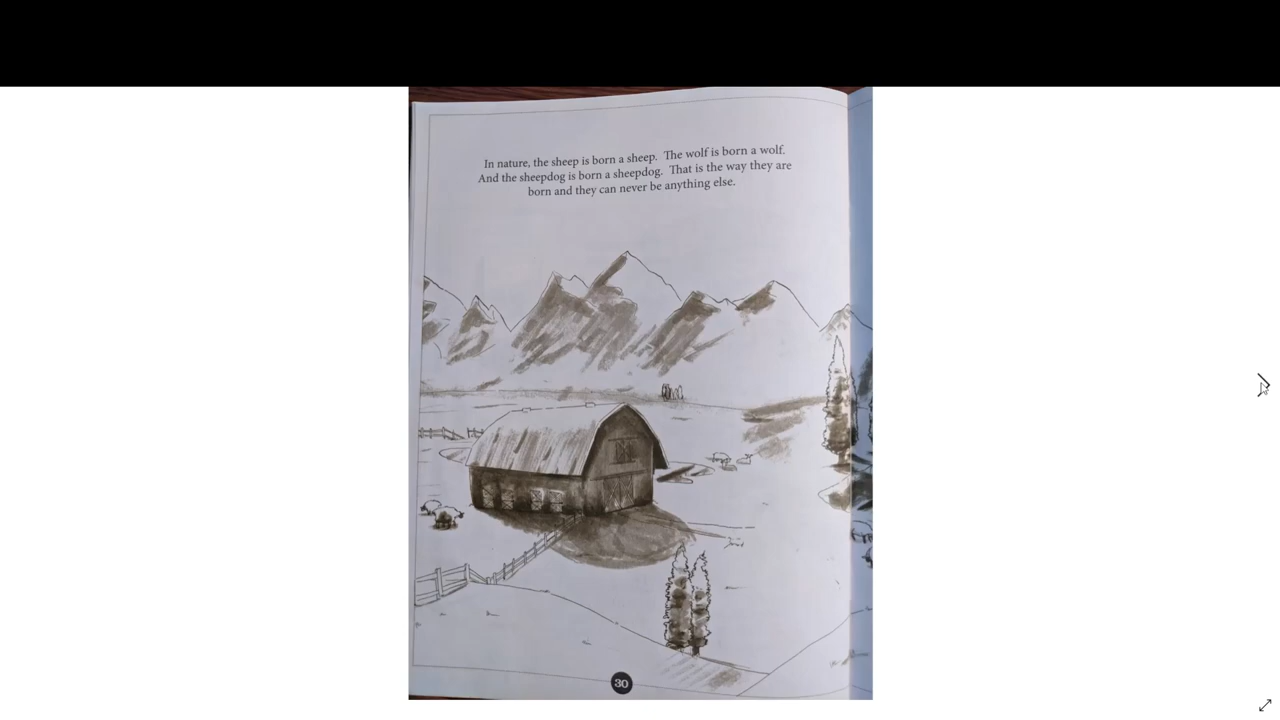 In nature, the sheep is born a sheep. The wolf is born a wolf.
And the sheepdog is born a sheepdog. That is the way they are
born and they can never be anything else.
30